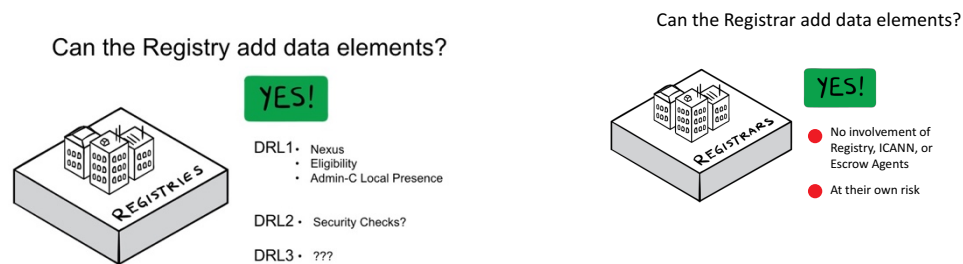 Can the Registry add data elements?
YES!
REGISTRIES
DRL1 • Nexus
• Eligibility
• Admin-C Local Presence
DRL2 • Security Checks?
DRL3 • ???
Can the Registrar add data elements?
YES!
REGISTRARS
No involvement of
Registry, ICANN, or
Escrow Agents
At their own risk